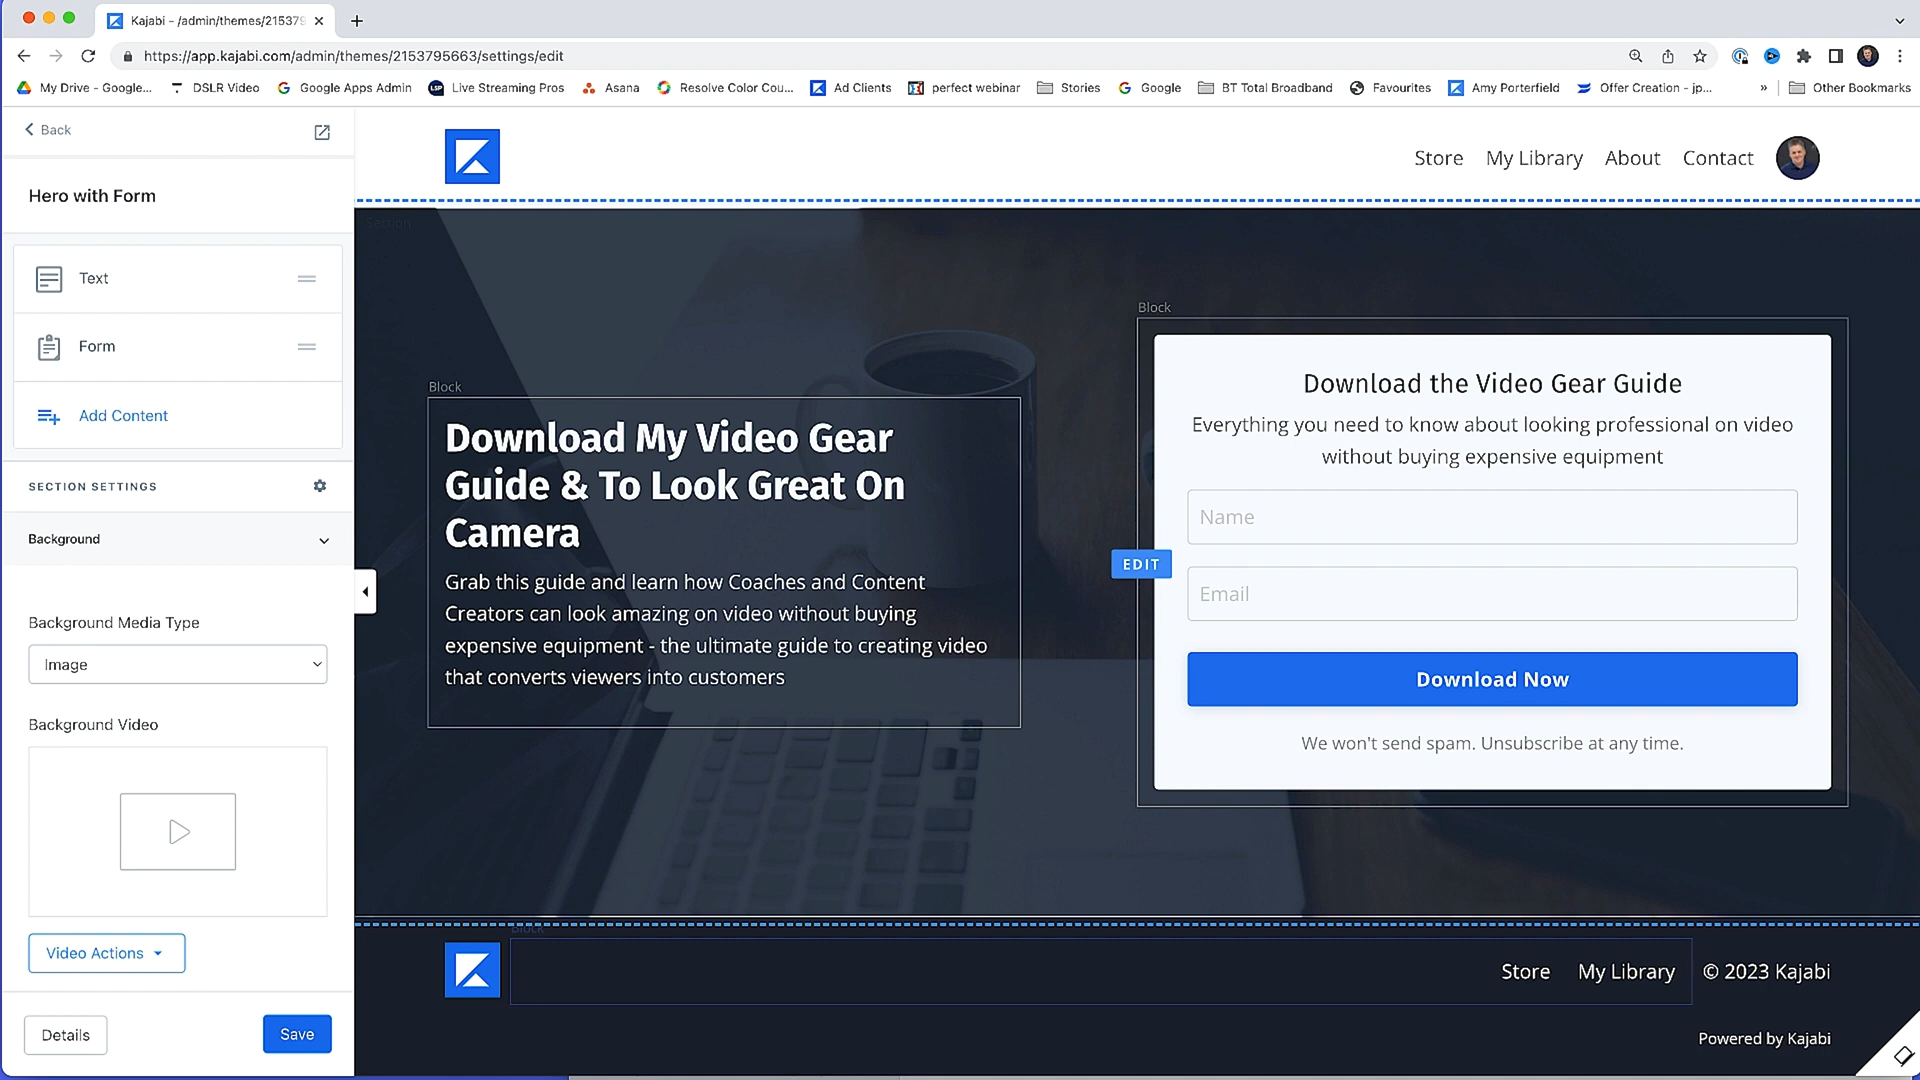 Kajabi - /admin/themes/21537
https://app.kajabi.com/admin/themes/2153795663/settings/edit
My Drive - Google...
DSLR Video
Google Apps Admin
LSP
Live Streaming Pros
Asana
Resolve Color Cou...
Ad Clients
perfect webinar
Stories
Google
BT Total Broadband
Favourites
Amy Porterfield
Offer Creation - jp...
»
Other Bookmarks
Back
Hero with Form
Text
Form
Add Content
SECTION SETTINGS
Background
Background Media Type
Image
Background Video
Video Actions
Details
Save
Store
My Library
About
Contact
Section
Block
Download My Video Gear
Guide & To Look Great On
Camera
Grab this guide and learn how Coaches and Content
Creators can look amazing on video without buying
expensive equipment - the ultimate guide to creating video
that converts viewers into customers
Block
EDIT
Download the Video Gear Guide
Everything you need to know about looking professional on video
without buying expensive equipment
Name
Email
Download Now
We won't send spam. Unsubscribe at any time.
Block
Store
My Library
© 2023 Kajabi
Powered by Kajabi